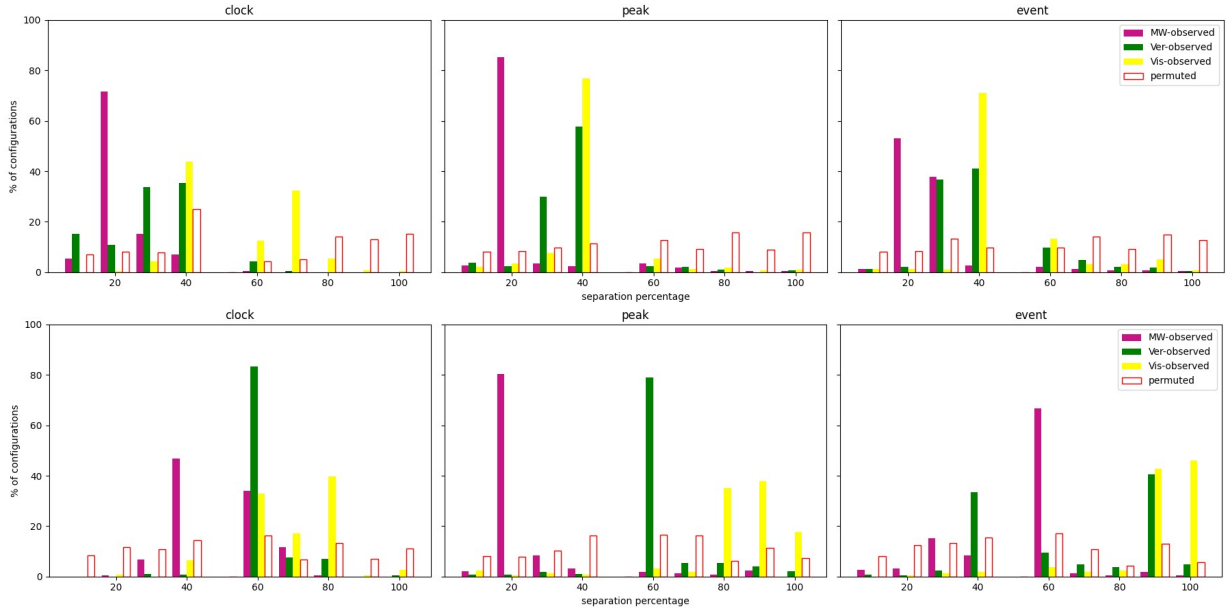 clock
peak
event
100
80
60
40
20
0
% of configurations
MW-observed
Ver-observed
Vis-observed
permuted
20 40 60 80 100
20 40 60 80 100
20 40 60 80 100
separation percentage
clock
peak
event
100
80
60
40
20
0
% of configurations
MW-observed
Ver-observed
Vis-observed
permuted
20 40 60 80 100
20 40 60 80 100
20 40 60 80 100
separation percentage